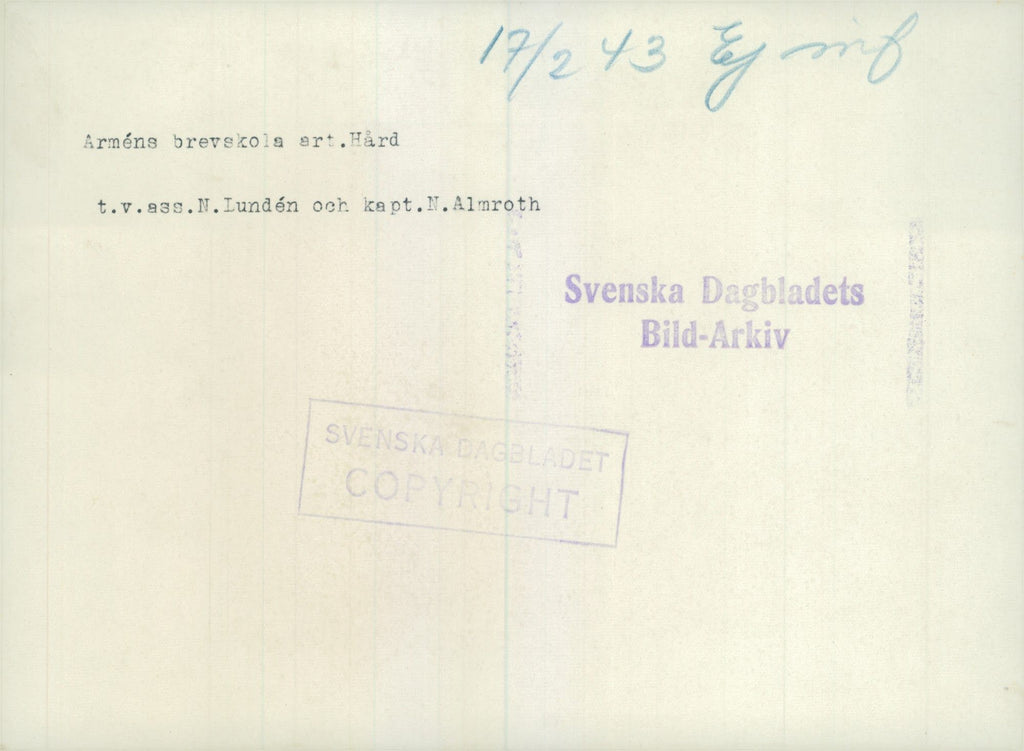 17/2 43 Ej inf
Arméns brevskola art.Hård
t.v.ass.N.Lundén och kapt.N.Almroth
Svenska Dagbladets
Bild-Arkiv
SVENSKA DAGBLADET
COPYRIGHT